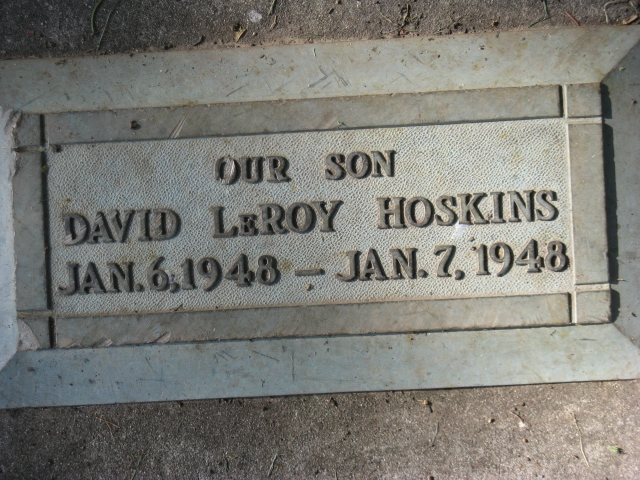 OUR SON
DAVID LEROY HOSKINS
JAN. 6, 1948 – JAN. 7, 1948